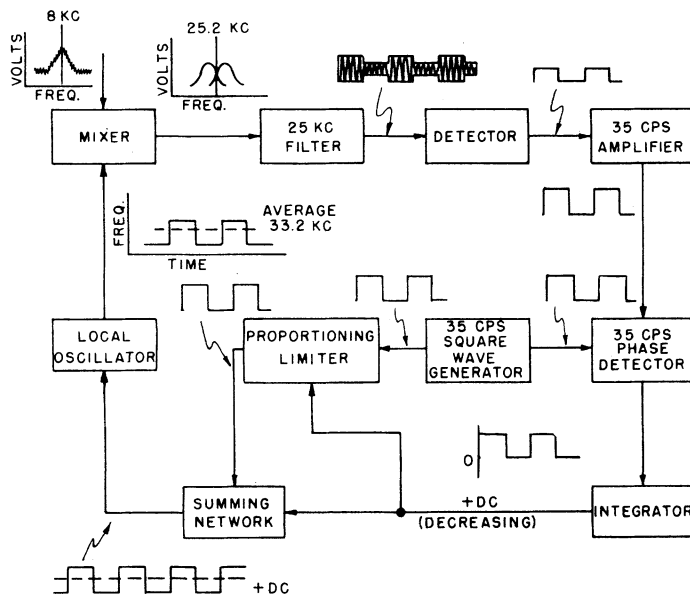 8 KC
VOLTS
FREQ.
25.2 KC
VOLTS
FREQ.
MIXER
25 KC
FILTER
DETECTOR
35 CPS
AMPLIFIER
FREQ.
TIME
AVERAGE
33.2 KC
LOCAL
OSCILLATOR
PROPORTIONING
LIMITER
35 CPS
SQUARE
WAVE
GENERATOR
35 CPS
PHASE
DETECTOR
0
SUMMING
NETWORK
+DC
(DECREASING)
INTEGRATOR
+DC